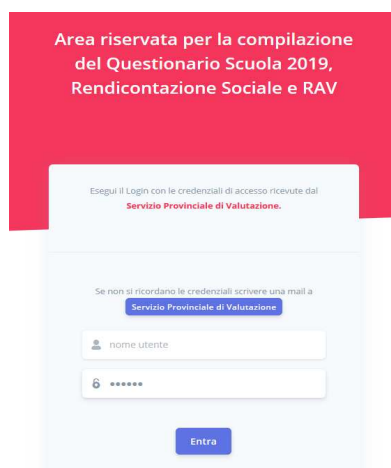 Area riservata per la compilazione
del Questionario Scuola 2019,
Rendicontazione Sociale e RAV
Esegui il Login con le credenziali di accesso ricevute dal
Servizio Provinciale di Valutazione.
Se non si ricordano le credenziali scrivere una mail a
Servizio Provinciale di Valutazione
nome utente
••••••
Entra